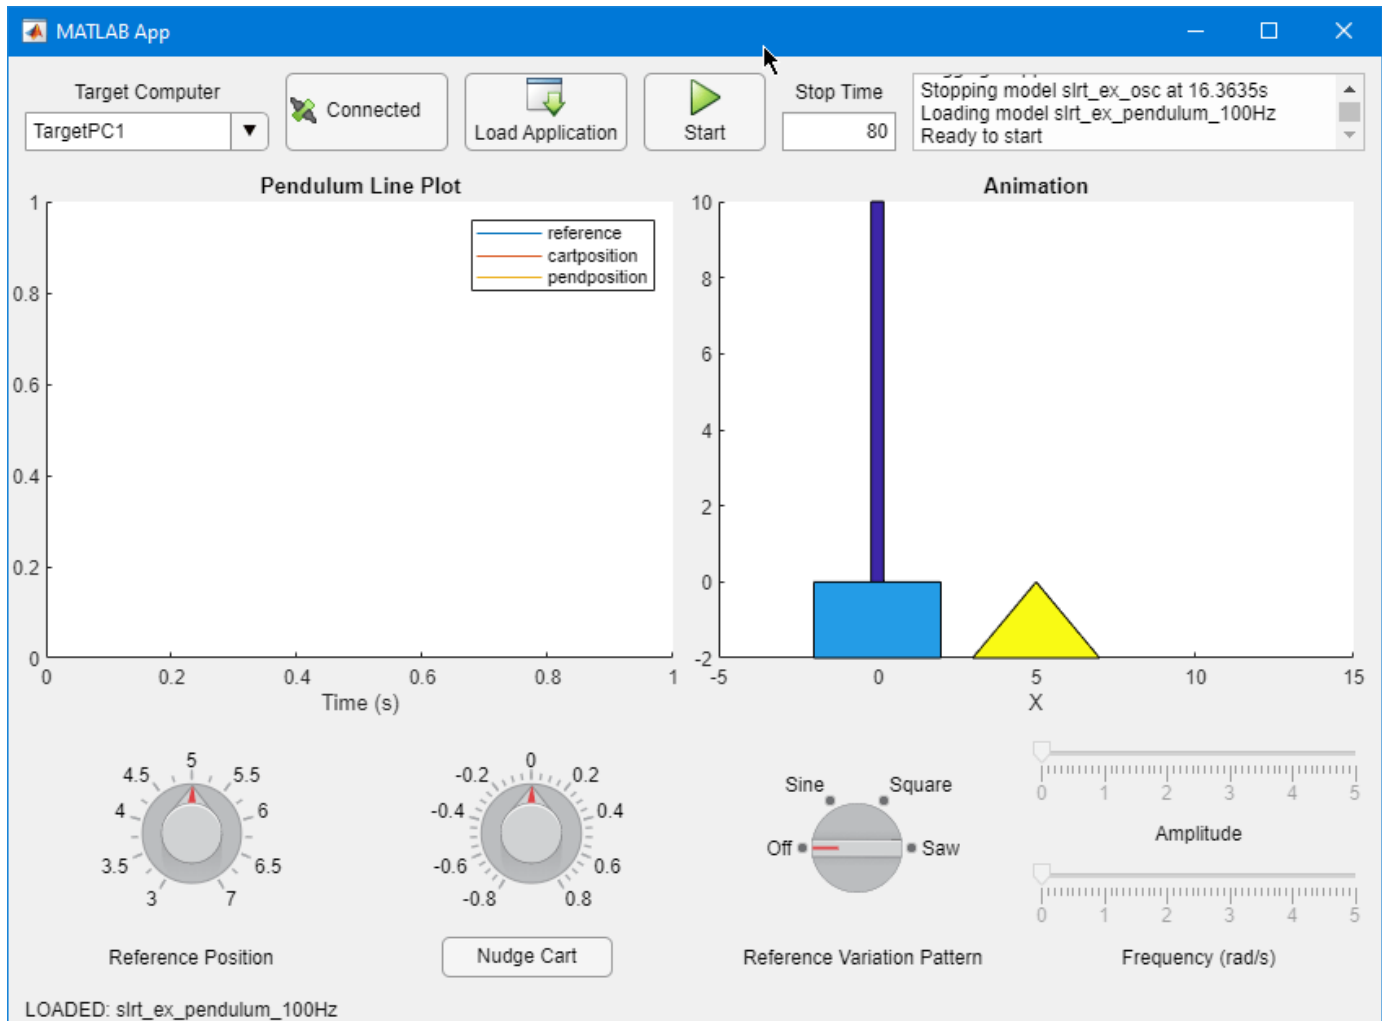 MATLAB App
Target Computer
TargetPC1
Connected
Load Application
Start
Stop Time
80
Stopping model slrt_ex_osc at 16.3635s
Loading model slrt_ex_pendulum_100Hz
Ready to start
Pendulum Line Plot
1
0.8
0.6
0.4
0.2
0
0 0.2 0.4 0.6 0.8 1
Time (s)
reference
cartposition
pendposition
Animation
10
8
6
4
2
0
-2
-5 0 5 10 15
X
5
4.5 5.5
4 6
3.5 6.5
3 7
Reference Position
0
-0.2 0.2
-0.4 0.4
-0.6 0.6
-0.8 0.8
Nudge Cart
Sine Square
Off Saw
Reference Variation Pattern
0 1 2 3 4 5
Amplitude
0 1 2 3 4 5
Frequency (rad/s)
LOADED: slrt_ex_pendulum_100Hz